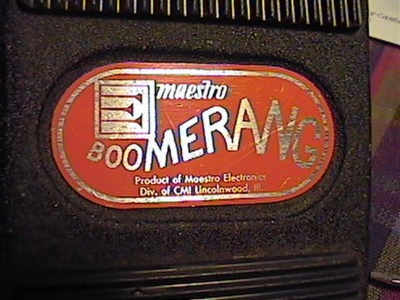 E maestro
BOOMERANG
Product of Maestro Electronics
Div. of CMI Lincolnwood, Ill